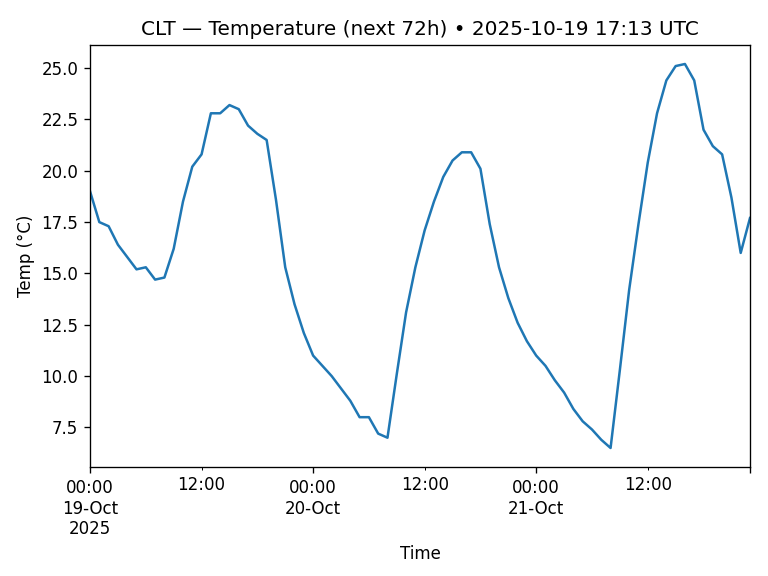 CLT — Temperature (next 72h) • 2025-10-19 17:13 UTC
25.0
22.5
20.0
17.5
15.0
12.5
10.0
7.5
Temp (°C)
00:00 12:00 00:00 12:00 00:00 12:00
19-Oct 20-Oct 21-Oct
2025
Time